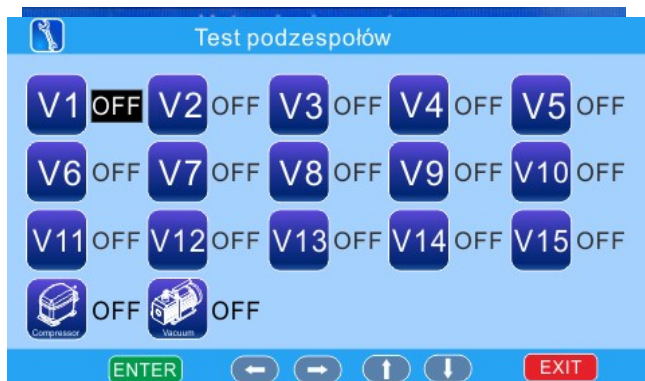 Test podzespołów
V1 OFF V2 OFF V3 OFF V4 OFF V5 OFF
V6 OFF V7 OFF V8 OFF V9 OFF V10 OFF
V11 OFF V12 OFF V13 OFF V14 OFF V15 OFF
Compressor OFF Vacuum OFF
ENTER EXIT